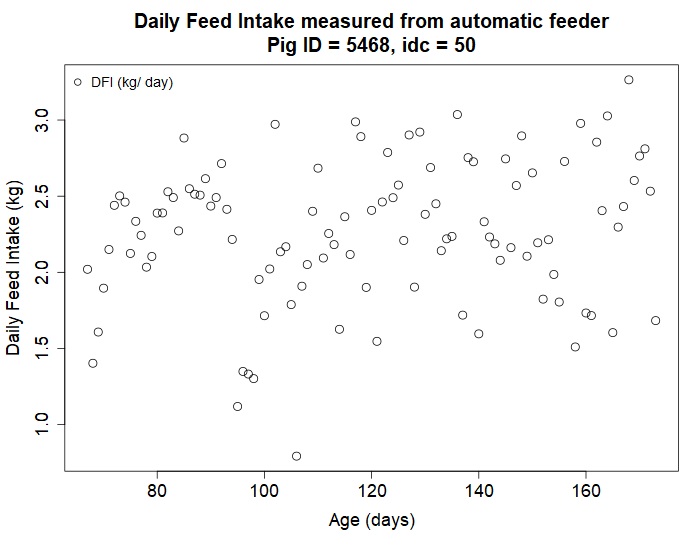 Daily Feed Intake measured from automatic feeder
Pig ID = 5468, idc = 50
DFI (kg/ day)
Daily Feed Intake (kg)
3.0
2.5
2.0
1.5
1.0
80 100 120 140 160
Age (days)